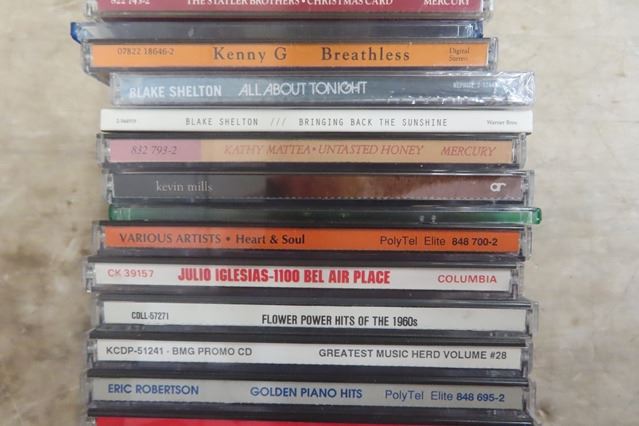 822 743-2 THE STATLER BROTHERS • CHRISTMAS CARD MERCURY
07822 18646-2 Kenny G Breathless Digital Stereo
BLAKE SHELTON ALL ABOUT TONIGHT
BLAKE SHELTON /// BRINGING BACK THE SUNSHINE Warner Bros.
832 793-2 KATHY MATTEA • UNTASTED HONEY MERCURY
kevin mills
VARIOUS ARTISTS • Heart & Soul PolyTel Elite 848 700-2
CK 39157 JULIO IGLESIAS-1100 BEL AIR PLACE COLUMBIA
CDLL-57271 FLOWER POWER HITS OF THE 1960s
KCDP-51241 - BMG PROMO CD GREATEST MUSIC HERD VOLUME #28
ERIC ROBERTSON GOLDEN PIANO HITS PolyTel Elite 848 695-2